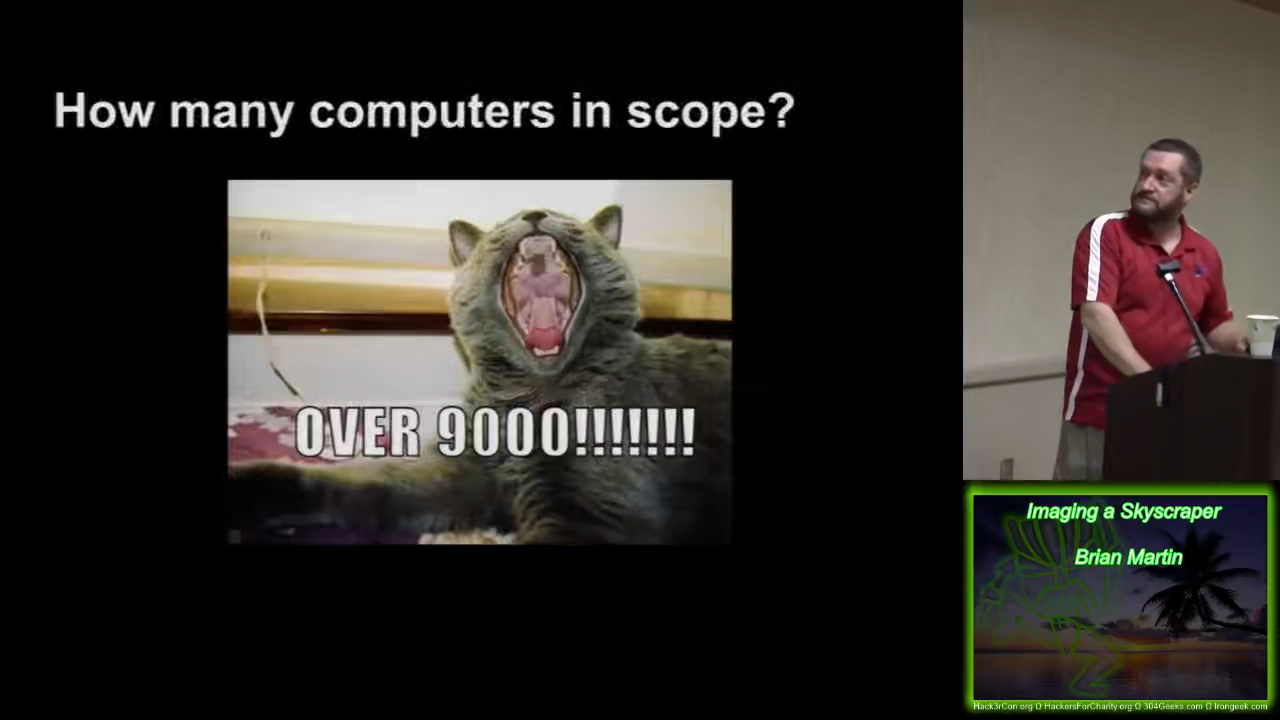 How many computers in scope?
OVER 9000!!!!!!!
Imaging a Skyscraper
Brian Martin
Hack3rCon.org Ω HackersForCharity.org Ω 304Geeks.com Ω Irongeek.com